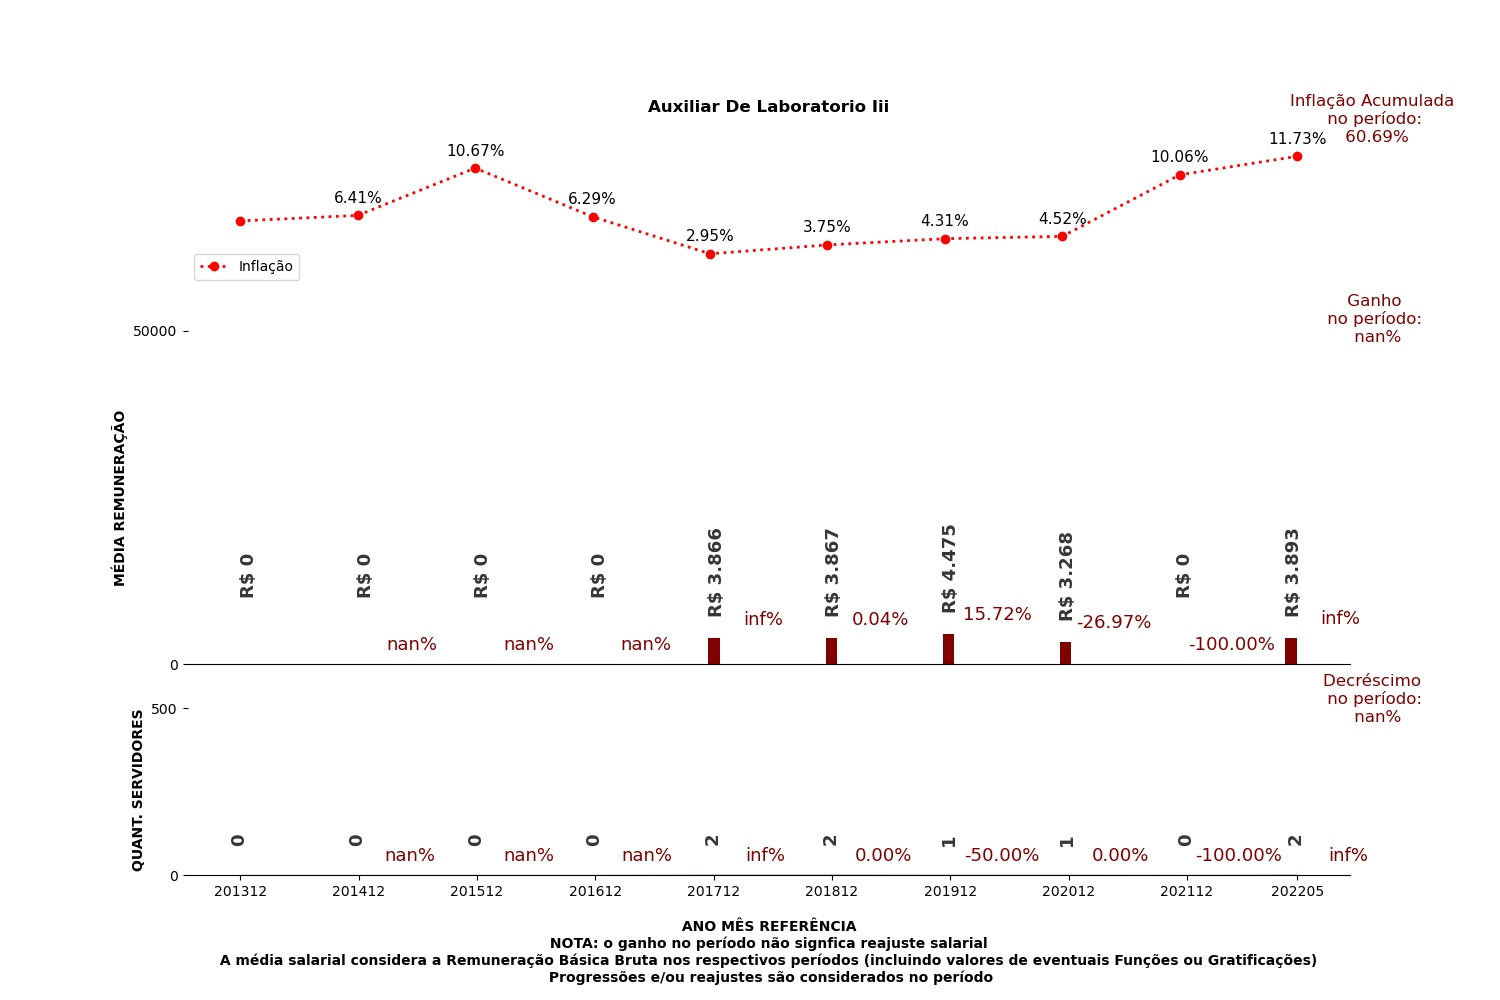 Auxiliar De Laboratorio Iii
Inflação Acumulada
no período:
60.69%
6.41%
10.67%
6.29%
2.95%
3.75%
4.31%
4.52%
10.06%
11.73%
Inflação
Ganho
no período:
nan%
50000
0
MÉDIA REMUNERAÇÃO
R$ 0
R$ 0
R$ 0
R$ 0
R$ 3.866
R$ 3.867
R$ 4.475
R$ 3.268
R$ 0
R$ 3.893
nan%
nan%
nan%
inf%
0.04%
15.72%
-26.97%
-100.00%
inf%
Decréscimo
no período:
nan%
500
0
QUANT. SERVIDORES
0
0
0
0
2
2
1
1
0
2
nan%
nan%
nan%
inf%
0.00%
-50.00%
0.00%
-100.00%
inf%
201312
201412
201512
201612
201712
201812
201912
202012
202112
202205
ANO MÊS REFERÊNCIA
NOTA: o ganho no período não signfica reajuste salarial
A média salarial considera a Remuneração Básica Bruta nos respectivos períodos (incluindo valores de eventuais Funções ou Gratificações)
Progressões e/ou reajustes são considerados no período